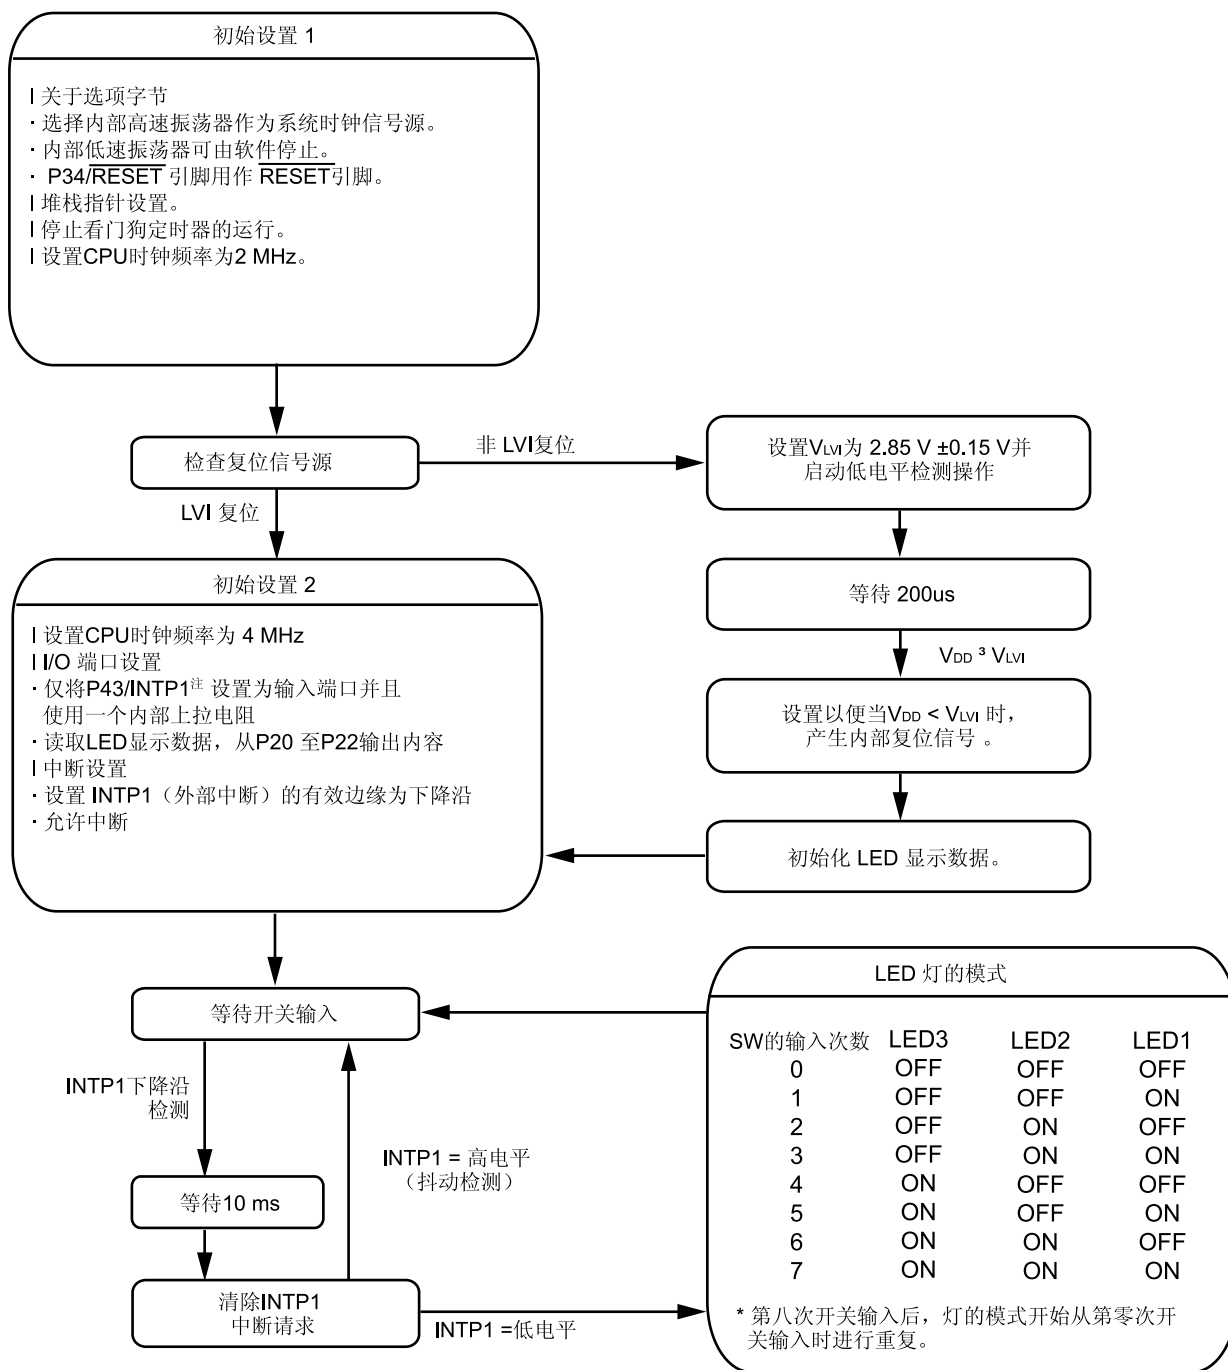 初始设置 1
l 关于选项字节
· 选择内部高速振荡器作为系统时钟信号源。
· 内部低速振荡器可由软件停止。
· P34/RESET 引脚用作 RESET引脚。
l 堆栈指针设置。
l 停止看门狗定时器的运行。
l 设置CPU时钟频率为2 MHz。
检查复位信号源
非 LVI复位
设置VLVI为 2.85 V ±0.15 V并
启动低电平检测操作
LVI 复位
等待 200us
VDD ³ VLVI
设置以便当VDD < VLVI 时，
产生内部复位信号 。
初始化 LED 显示数据。
初始设置 2
l 设置CPU时钟频率为 4 MHz
l I/O 端口设置
· 仅将P43/INTP1注 设置为输入端口并且
使用一个内部上拉电阻
· 读取LED显示数据，从P20 至P22输出内容
l 中断设置
· 设置 INTP1（外部中断）的有效边缘为下降沿
· 允许中断
等待开关输入
INTP1下降沿
检测
INTP1 = 高电平
（抖动检测）
等待10 ms
清除INTP1
中断请求
INTP1 =低电平
LED 灯的模式
SW的输入次数 LED3 LED2 LED1
0 OFF OFF OFF
1 OFF OFF ON
2 OFF ON OFF
3 OFF ON ON
4 ON OFF OFF
5 ON OFF ON
6 ON ON OFF
7 ON ON ON
* 第八次开关输入后，灯的模式开始从第零次开
关输入时进行重复。